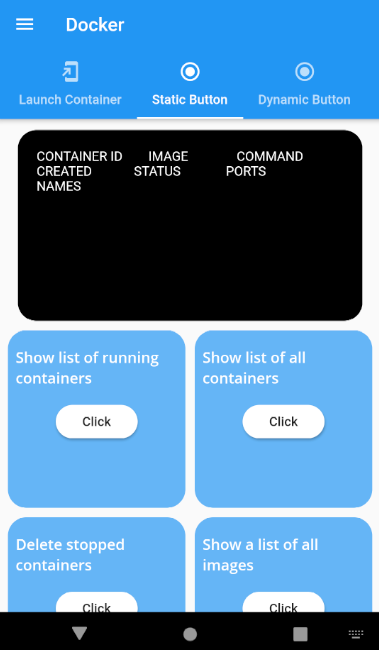 Docker
Launch Container
Static Button
Dynamic Button
CONTAINER ID IMAGE COMMAND
CREATED STATUS PORTS
NAMES
Show list of running
containers
Click
Show list of all
containers
Click
Delete stopped
containers
Click
Show a list of all
images
Click